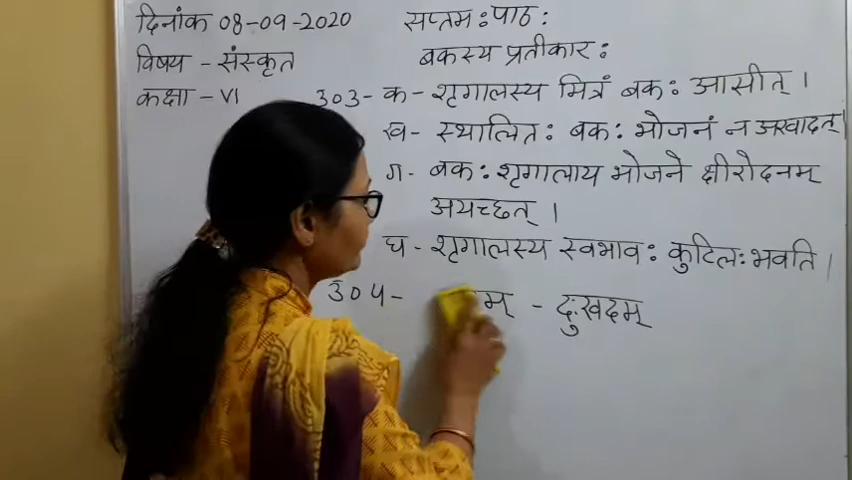 दिनांक 08-09-2020
सप्तम: पाठ:
विषय - संस्कृत
बकस्य प्रतीकार:
कक्षा - VI
303- क- शृगालस्य मित्रं बक: आसीत् ।
ख- स्थालित: बक: भोजनं न अखादत् ।
ग- बक: शृगालाय भोजने क्षीरोदनम्
अयच्छत् ।
घ- शृगालस्य स्वभाव: कुटिल: भवति ।
304- म् - दु:खदम्